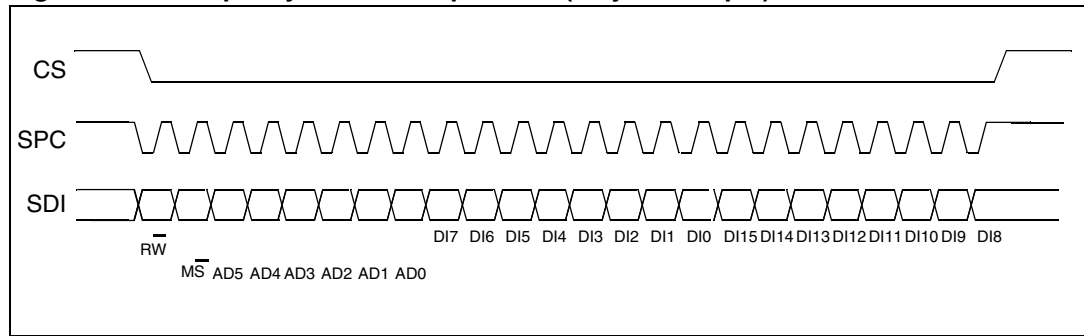 CS
SPC
SDI
DI7 DI6 DI5 DI4 DI3 DI2 DI1 DI0 DI15 DI14 DI13 DI12 DI11 DI10 DI9 DI8
RW
MS AD5 AD4 AD3 AD2 AD1 AD0